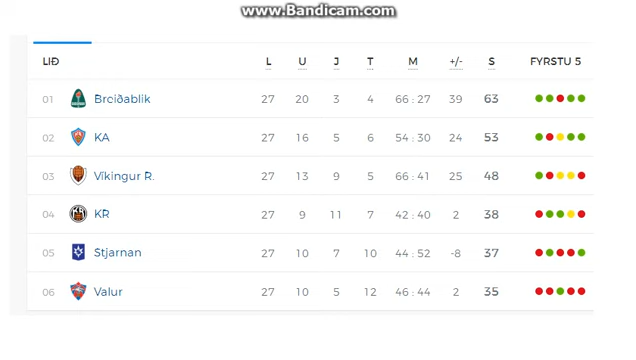 www.Bandicam.com
LIÐ L U J T M +/- S FYRSTU 5
01 Breiðablik 27 20 3 4 66 : 27 39 63
02 KA 27 16 5 6 54 : 30 24 53
03 Víkingur R. 27 13 9 5 66 : 41 25 48
04 KR 27 9 11 7 42 : 40 2 38
05 Stjarnan 27 10 7 10 44 : 52 -8 37
06 Valur 27 10 5 12 46 : 44 2 35